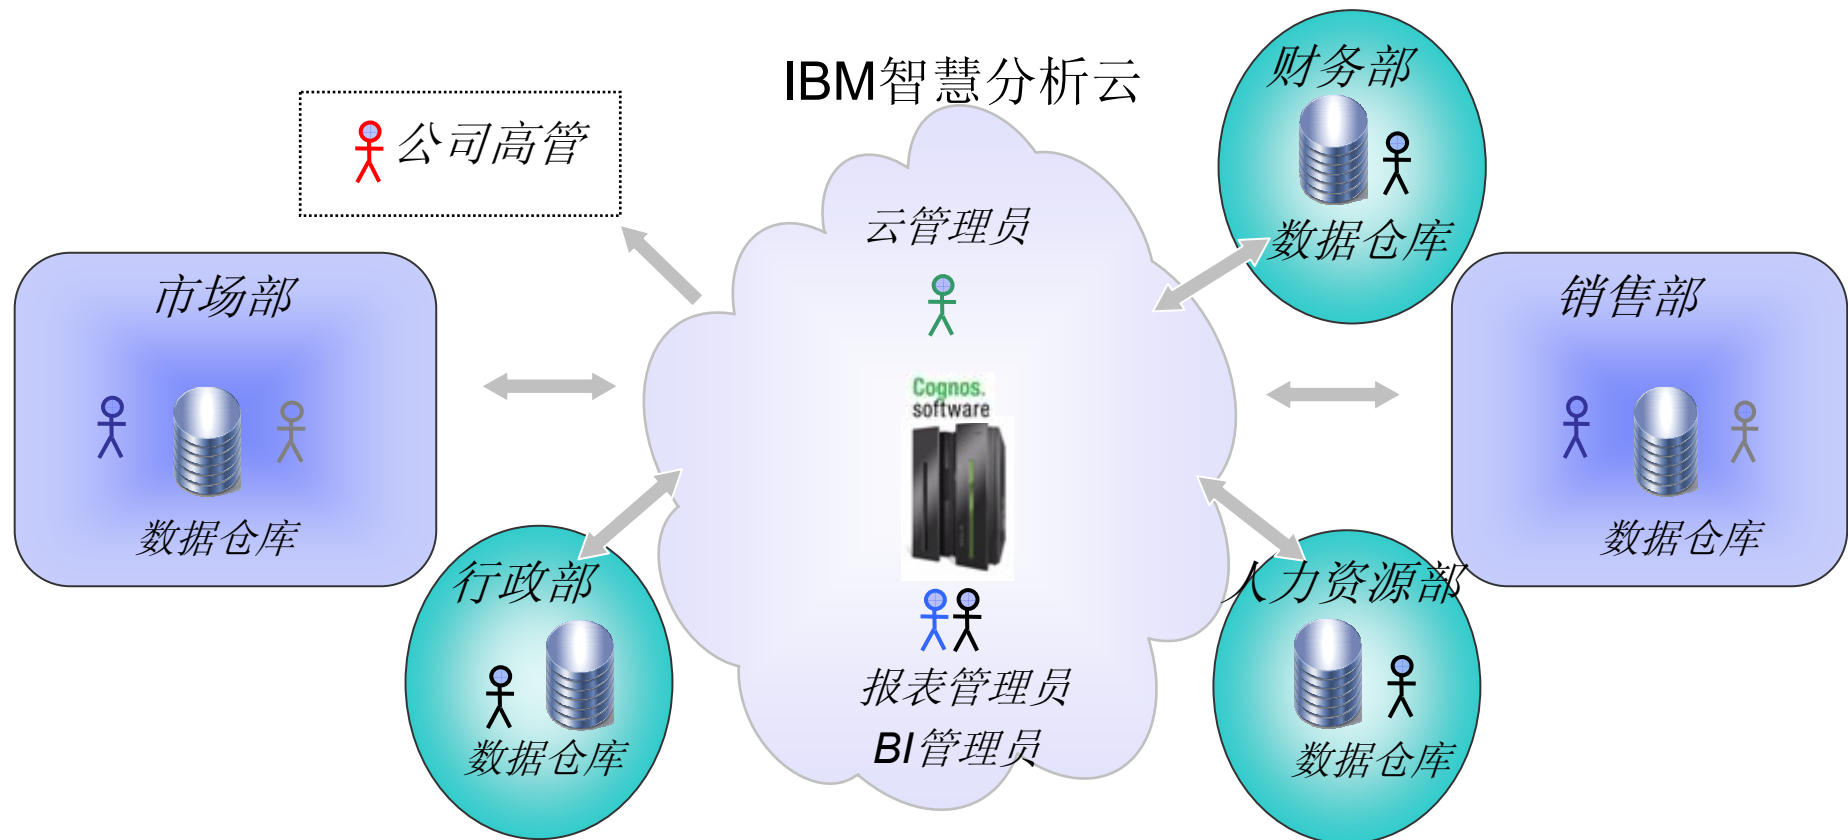 IBM智慧分析云
财务部
公司高管
云管理员
数据仓库
市场部
销售部
Cognos.
software
数据仓库
数据仓库
行政部
人力资源部
报表管理员
BI管理员
数据仓库
数据仓库